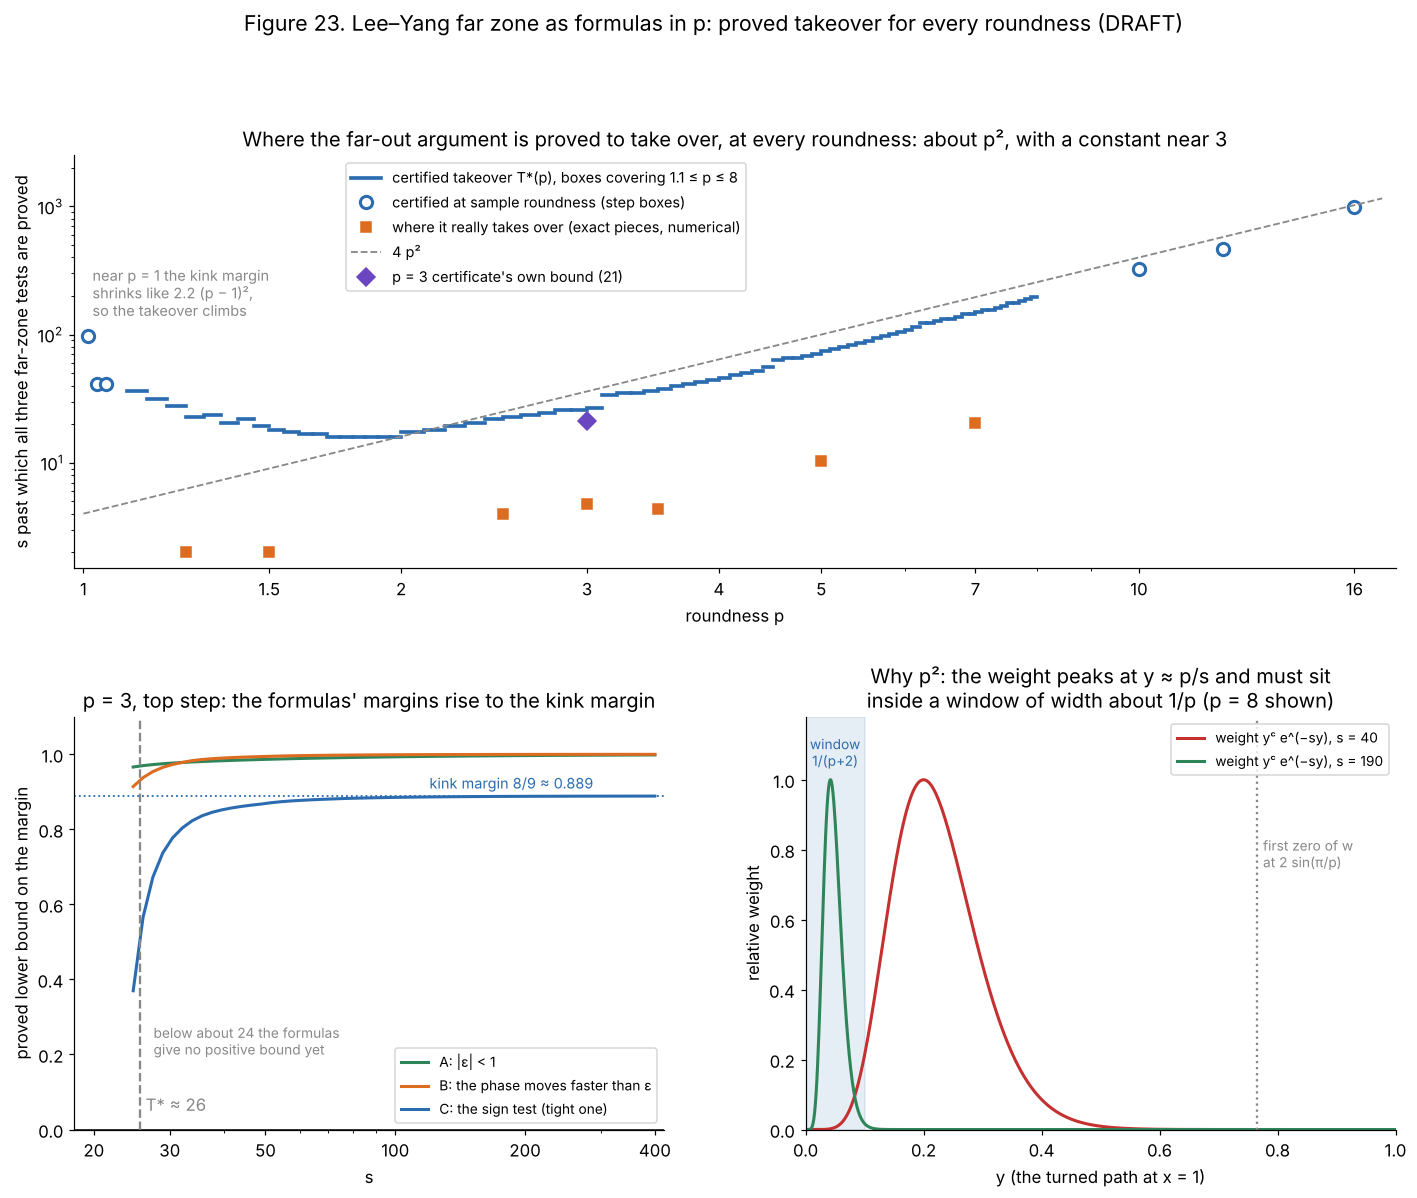 Figure 23. Lee–Yang far zone as formulas in p: proved takeover for every roundness (DRAFT)
Where the far-out argument is proved to take over, at every roundness: about p², with a constant near 3
s past which all three far-zone tests are proved
10³
10²
10¹
certified takeover T*(p), boxes covering 1.1 ≤ p ≤ 8
certified at sample roundness (step boxes)
where it really takes over (exact pieces, numerical)
4 p²
p = 3 certificate's own bound (21)
near p = 1 the kink margin
shrinks like 2.2 (p − 1)²,
so the takeover climbs
1 1.5 2 3 4 5 7 10 16
roundness p
p = 3, top step: the formulas' margins rise to the kink margin
proved lower bound on the margin
1.0
0.8
0.6
0.4
0.2
0.0
kink margin 8/9 ≈ 0.889
below about 24 the formulas
give no positive bound yet
T* ≈ 26
A: |ε| < 1
B: the phase moves faster than ε
C: the sign test (tight one)
20 30 50 100 200 400
s
Why p²: the weight peaks at y ≈ p/s and must sit
inside a window of width about 1/p (p = 8 shown)
relative weight
1.0
0.8
0.6
0.4
0.2
0.0
window
1/(p+2)
weight yᶜ e^(−sy), s = 40
weight yᶜ e^(−sy), s = 190
first zero of w
at 2 sin(π/p)
0.0 0.2 0.4 0.6 0.8 1.0
y (the turned path at x = 1)